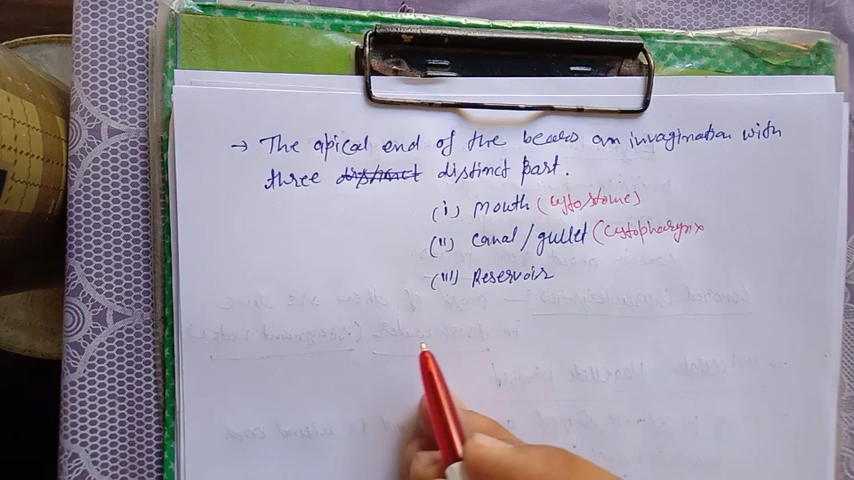 → The apical end of the bears an invagination with
three distinct distinct part.
(i) Mouth (cytostome)
(ii) Canal/gullet (cytopharynx
(iii) Reservoir